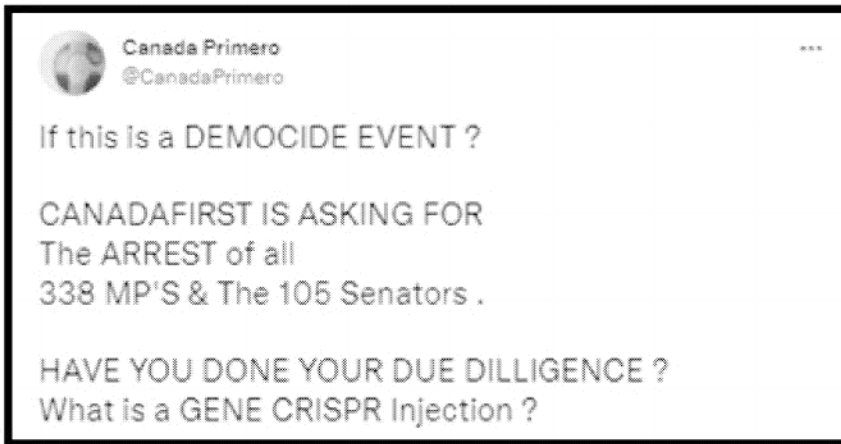 Canada Primero
@CanadaPrimero
If this is a DEMOCIDE EVENT ?
CANADAFIRST IS ASKING FOR
The ARREST of all
338 MP'S & The 105 Senators .
HAVE YOU DONE YOUR DUE DILLIGENCE ?
What is a GENE CRISPR Injection ?